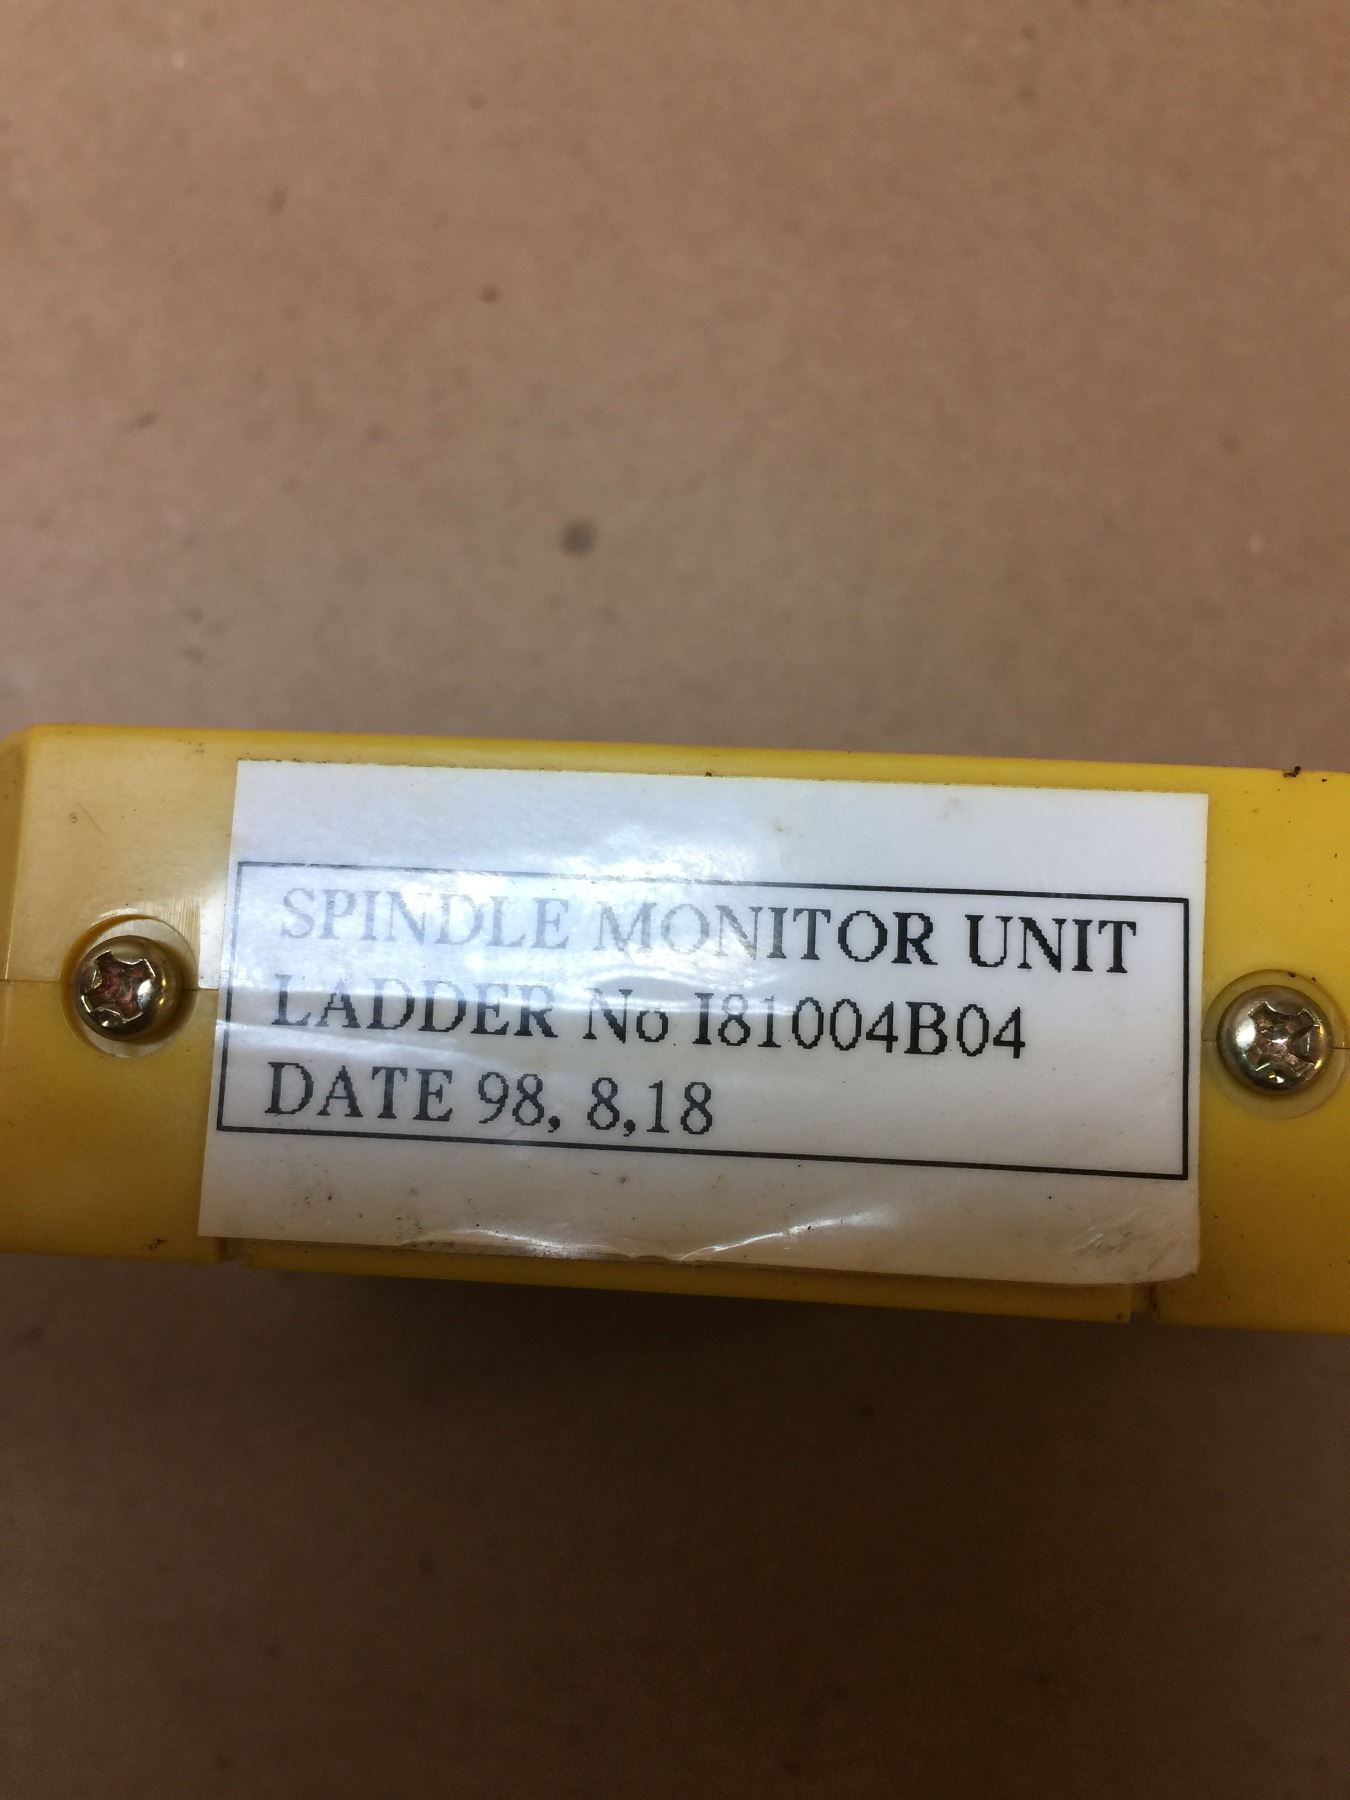 SPINDLE MONITOR UNIT
LADDER No I81004B04
DATE 98, 8,18